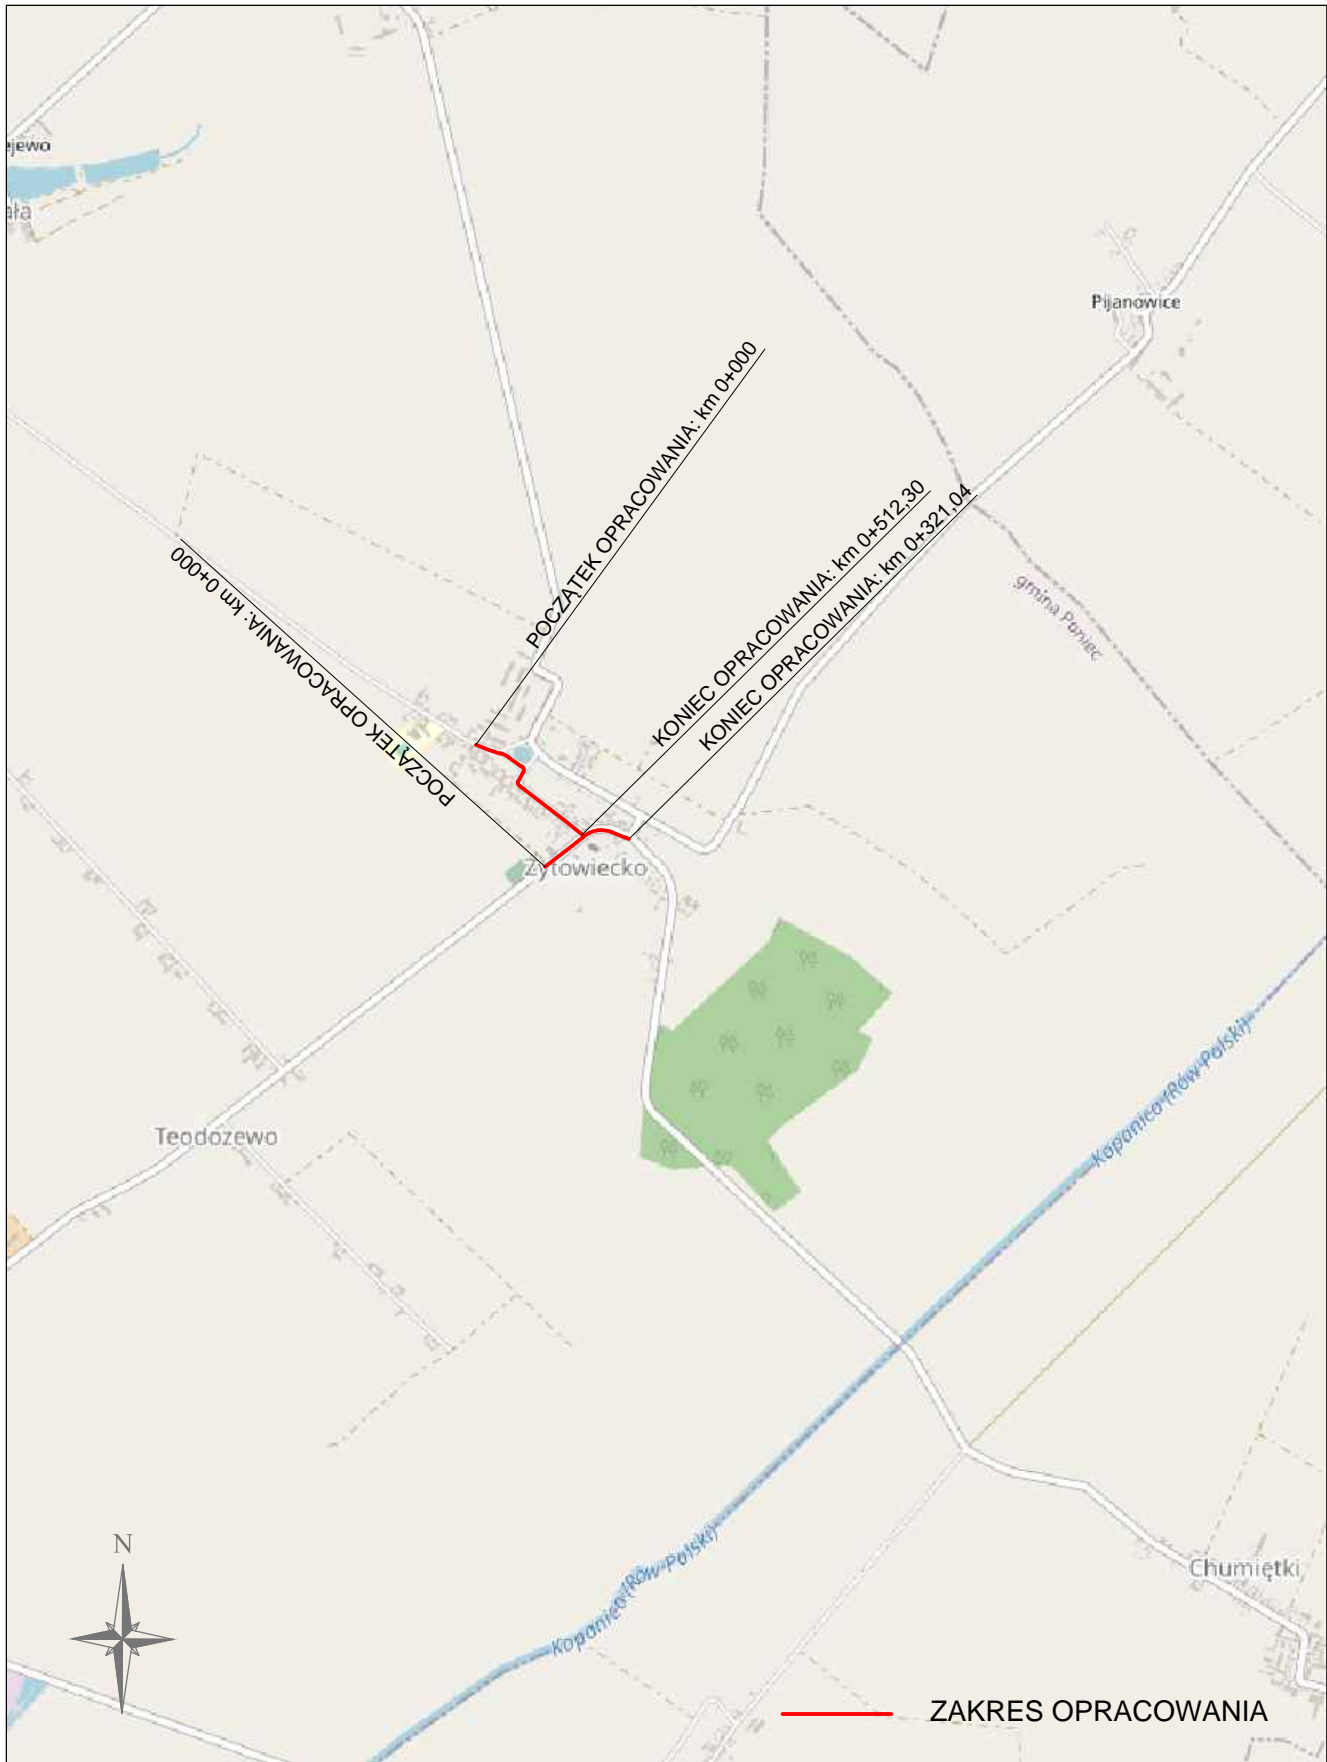 ejewo
ała
Pijanowice
POCZĄTEK OPRACOWANIA: km 0+000
KONIEC OPRACOWANIA: km 0+512,30
KONIEC OPRACOWANIA: km 0+321,04
POCZĄTEK OPRACOWANIA: km 0+000
gmina Poniec
Żytowiecko
Teodozewo
Kopanica (Rów Polski)
Chumiętki
Kopanica (Rów Polski)
N
ZAKRES OPRACOWANIA